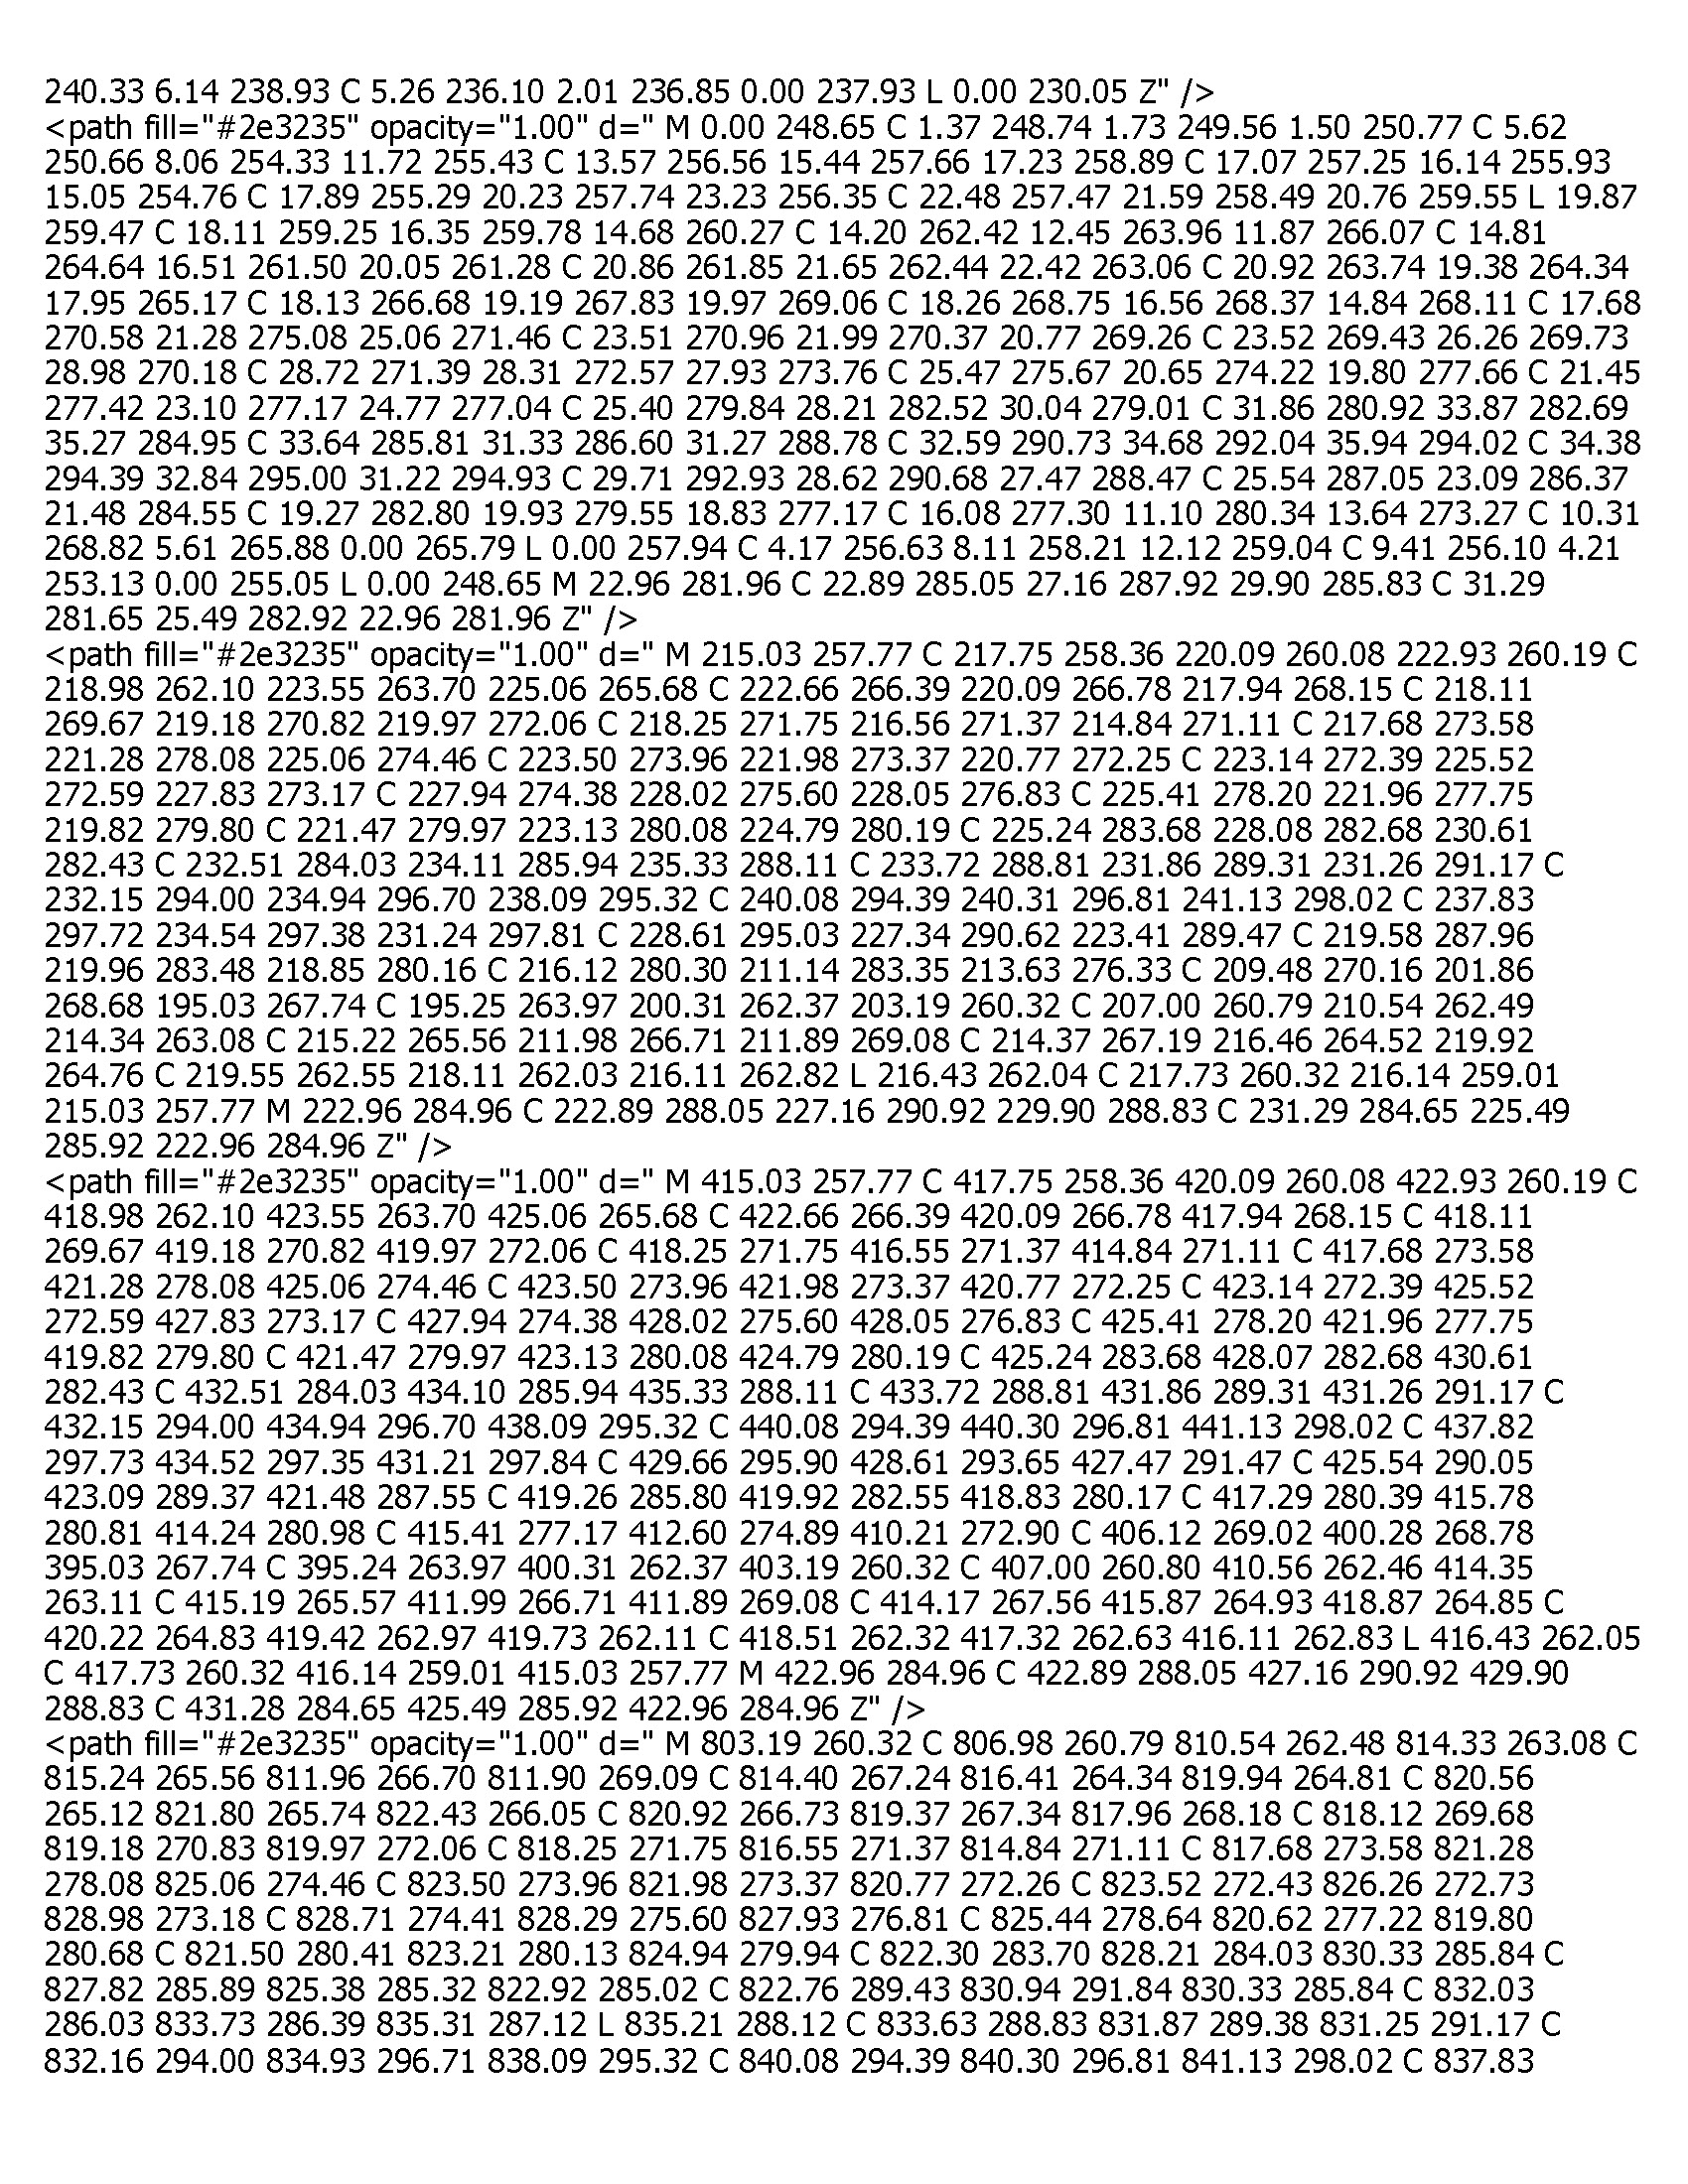 240.33 6.14 238.93 C 5.26 236.10 2.01 236.85 0.00 237.93 L 0.00 230.05 Z" />
<path fill="#2e3235" opacity="1.00" d=" M 0.00 248.65 C 1.37 248.74 1.73 249.56 1.50 250.77 C 5.62
250.66 8.06 254.33 11.72 255.43 C 13.57 256.56 15.44 257.66 17.23 258.89 C 17.07 257.25 16.14 255.93
15.05 254.76 C 17.89 255.29 20.23 257.74 23.23 256.35 C 22.48 257.47 21.59 258.49 20.76 259.55 L 19.87
259.47 C 18.11 259.25 16.35 259.78 14.68 260.27 C 14.20 262.42 12.45 263.96 11.87 266.07 C 14.81
264.64 16.51 261.50 20.05 261.28 C 20.86 261.85 21.65 262.44 22.42 263.06 C 20.92 263.74 19.38 264.34
17.95 265.17 C 18.13 266.68 19.19 267.83 19.97 269.06 C 18.26 268.75 16.56 268.37 14.84 268.11 C 17.68
270.58 21.28 275.08 25.06 271.46 C 23.51 270.96 21.99 270.37 20.77 269.26 C 23.52 269.43 26.26 269.73
28.98 270.18 C 28.72 271.39 28.31 272.57 27.93 273.76 C 25.47 275.67 20.65 274.22 19.80 277.66 C 21.45
277.42 23.10 277.17 24.77 277.04 C 25.40 279.84 28.21 282.52 30.04 279.01 C 31.86 280.92 33.87 282.69
35.27 284.95 C 33.64 285.81 31.33 286.60 31.27 288.78 C 32.59 290.73 34.68 292.04 35.94 294.02 C 34.38
294.39 32.84 295.00 31.22 294.93 C 29.71 292.93 28.62 290.68 27.47 288.47 C 25.54 287.05 23.09 286.37
21.48 284.55 C 19.27 282.80 19.93 279.55 18.83 277.17 C 16.08 277.30 11.10 280.34 13.64 273.27 C 10.31
268.82 5.61 265.88 0.00 265.79 L 0.00 257.94 C 4.17 256.63 8.11 258.21 12.12 259.04 C 9.41 256.10 4.21
253.13 0.00 255.05 L 0.00 248.65 M 22.96 281.96 C 22.89 285.05 27.16 287.92 29.90 285.83 C 31.29
281.65 25.49 282.92 22.96 281.96 Z" />
<path fill="#2e3235" opacity="1.00" d=" M 215.03 257.77 C 217.75 258.36 220.09 260.08 222.93 260.19 C
218.98 262.10 223.55 263.70 225.06 265.68 C 222.66 266.39 220.09 266.78 217.94 268.15 C 218.11
269.67 219.18 270.82 219.97 272.06 C 218.25 271.75 216.56 271.37 214.84 271.11 C 217.68 273.58
221.28 278.08 225.06 274.46 C 223.50 273.96 221.98 273.37 220.77 272.25 C 223.14 272.39 225.52
272.59 227.83 273.17 C 227.94 274.38 228.02 275.60 228.05 276.83 C 225.41 278.20 221.96 277.75
219.82 279.80 C 221.47 279.97 223.13 280.08 224.79 280.19 C 225.24 283.68 228.08 282.68 230.61
282.43 C 232.51 284.03 234.11 285.94 235.33 288.11 C 233.72 288.81 231.86 289.31 231.26 291.17 C
232.15 294.00 234.94 296.70 238.09 295.32 C 240.08 294.39 240.31 296.81 241.13 298.02 C 237.83
297.72 234.54 297.38 231.24 297.81 C 228.61 295.03 227.34 290.62 223.41 289.47 C 219.58 287.96
219.96 283.48 218.85 280.16 C 216.12 280.30 211.14 283.35 213.63 276.33 C 209.48 270.16 201.86
268.68 195.03 267.74 C 195.25 263.97 200.31 262.37 203.19 260.32 C 207.00 260.79 210.54 262.49
214.34 263.08 C 215.22 265.56 211.98 266.71 211.89 269.08 C 214.37 267.19 216.46 264.52 219.92
264.76 C 219.55 262.55 218.11 262.03 216.11 262.82 L 216.43 262.04 C 217.73 260.32 216.14 259.01
215.03 257.77 M 222.96 284.96 C 222.89 288.05 227.16 290.92 229.90 288.83 C 231.29 284.65 225.49
285.92 222.96 284.96 Z" />
<path fill="#2e3235" opacity="1.00" d=" M 415.03 257.77 C 417.75 258.36 420.09 260.08 422.93 260.19 C
418.98 262.10 423.55 263.70 425.06 265.68 C 422.66 266.39 420.09 266.78 417.94 268.15 C 418.11
269.67 419.18 270.82 419.97 272.06 C 418.25 271.75 416.55 271.37 414.84 271.11 C 417.68 273.58
421.28 278.08 425.06 274.46 C 423.50 273.96 421.98 273.37 420.77 272.25 C 423.14 272.39 425.52
272.59 427.83 273.17 C 427.94 274.38 428.02 275.60 428.05 276.83 C 425.41 278.20 421.96 277.75
419.82 279.80 C 421.47 279.97 423.13 280.08 424.79 280.19 C 425.24 283.68 428.07 282.68 430.61
282.43 C 432.51 284.03 434.10 285.94 435.33 288.11 C 433.72 288.81 431.86 289.31 431.26 291.17 C
432.15 294.00 434.94 296.70 438.09 295.32 C 440.08 294.39 440.30 296.81 441.13 298.02 C 437.82
297.73 434.52 297.35 431.21 297.84 C 429.66 295.90 428.61 293.65 427.47 291.47 C 425.54 290.05
423.09 289.37 421.48 287.55 C 419.26 285.80 419.92 282.55 418.83 280.17 C 417.29 280.39 415.78
280.81 414.24 280.98 C 415.41 277.17 412.60 274.89 410.21 272.90 C 406.12 269.02 400.28 268.78
395.03 267.74 C 395.24 263.97 400.31 262.37 403.19 260.32 C 407.00 260.80 410.56 262.46 414.35
263.11 C 415.19 265.57 411.99 266.71 411.89 269.08 C 414.17 267.56 415.87 264.93 418.87 264.85 C
420.22 264.83 419.42 262.97 419.73 262.11 C 418.51 262.32 417.32 262.63 416.11 262.83 L 416.43 262.05
C 417.73 260.32 416.14 259.01 415.03 257.77 M 422.96 284.96 C 422.89 288.05 427.16 290.92 429.90
288.83 C 431.28 284.65 425.49 285.92 422.96 284.96 Z" />
<path fill="#2e3235" opacity="1.00" d=" M 803.19 260.32 C 806.98 260.79 810.54 262.48 814.33 263.08 C
815.24 265.56 811.96 266.70 811.90 269.09 C 814.40 267.24 816.41 264.34 819.94 264.81 C 820.56
265.12 821.80 265.74 822.43 266.05 C 820.92 266.73 819.37 267.34 817.96 268.18 C 818.12 269.68
819.18 270.83 819.97 272.06 C 818.25 271.75 816.55 271.37 814.84 271.11 C 817.68 273.58 821.28
278.08 825.06 274.46 C 823.50 273.96 821.98 273.37 820.77 272.26 C 823.52 272.43 826.26 272.73
828.98 273.18 C 828.71 274.41 828.29 275.60 827.93 276.81 C 825.44 278.64 820.62 277.22 819.80
280.68 C 821.50 280.41 823.21 280.13 824.94 279.94 C 822.30 283.70 828.21 284.03 830.33 285.84 C
827.82 285.89 825.38 285.32 822.92 285.02 C 822.76 289.43 830.94 291.84 830.33 285.84 C 832.03
286.03 833.73 286.39 835.31 287.12 L 835.21 288.12 C 833.63 288.83 831.87 289.38 831.25 291.17 C
832.16 294.00 834.93 296.71 838.09 295.32 C 840.08 294.39 840.30 296.81 841.13 298.02 C 837.83